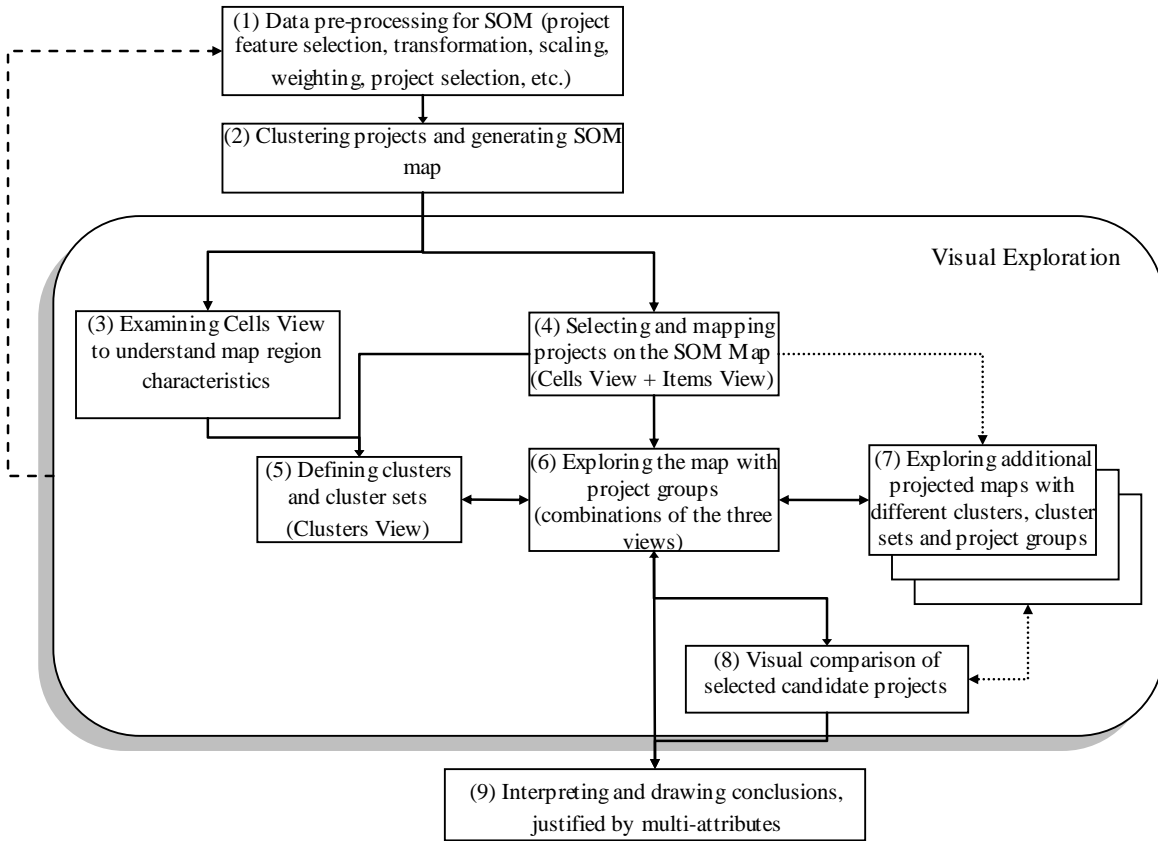 (1) Data pre-processing for SOM (project
feature selection, transformation, scaling,
weighting, project selection, etc.)
(2) Clustering projects and generating SOM
map
Visual Exploration
(3) Examining Cells View
to understand map region
characteristics
(4) Selecting and mapping
projects on the SOM Map
(Cells View + Items View)
(5) Defining clusters
and cluster sets
(Clusters View)
(6) Exploring the map with
project groups
(combinations of the three
views)
(7) Exploring additional
projected maps with
different clusters, cluster
sets and project groups
(8) Visual comparison of
selected candidate projects
(9) Interpreting and drawing conclusions,
justified by multi-attributes